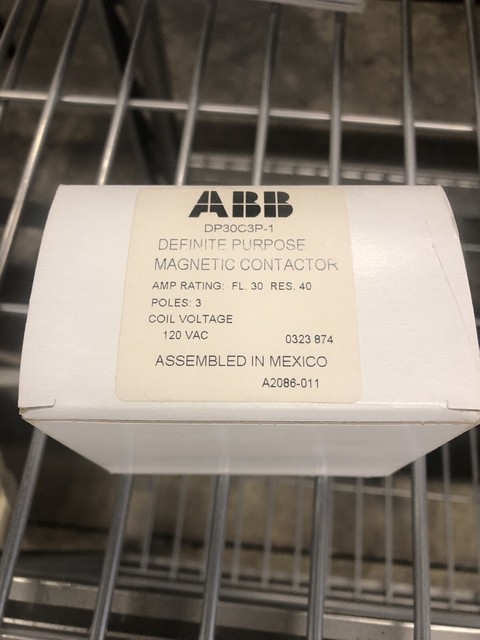 ABB
DP30C3P-1
DEFINITE PURPOSE
MAGNETIC CONTACTOR
AMP RATING: FL. 30 RES. 40
POLES: 3
COIL VOLTAGE
120 VAC 0323 874
ASSEMBLED IN MEXICO
A2086-011